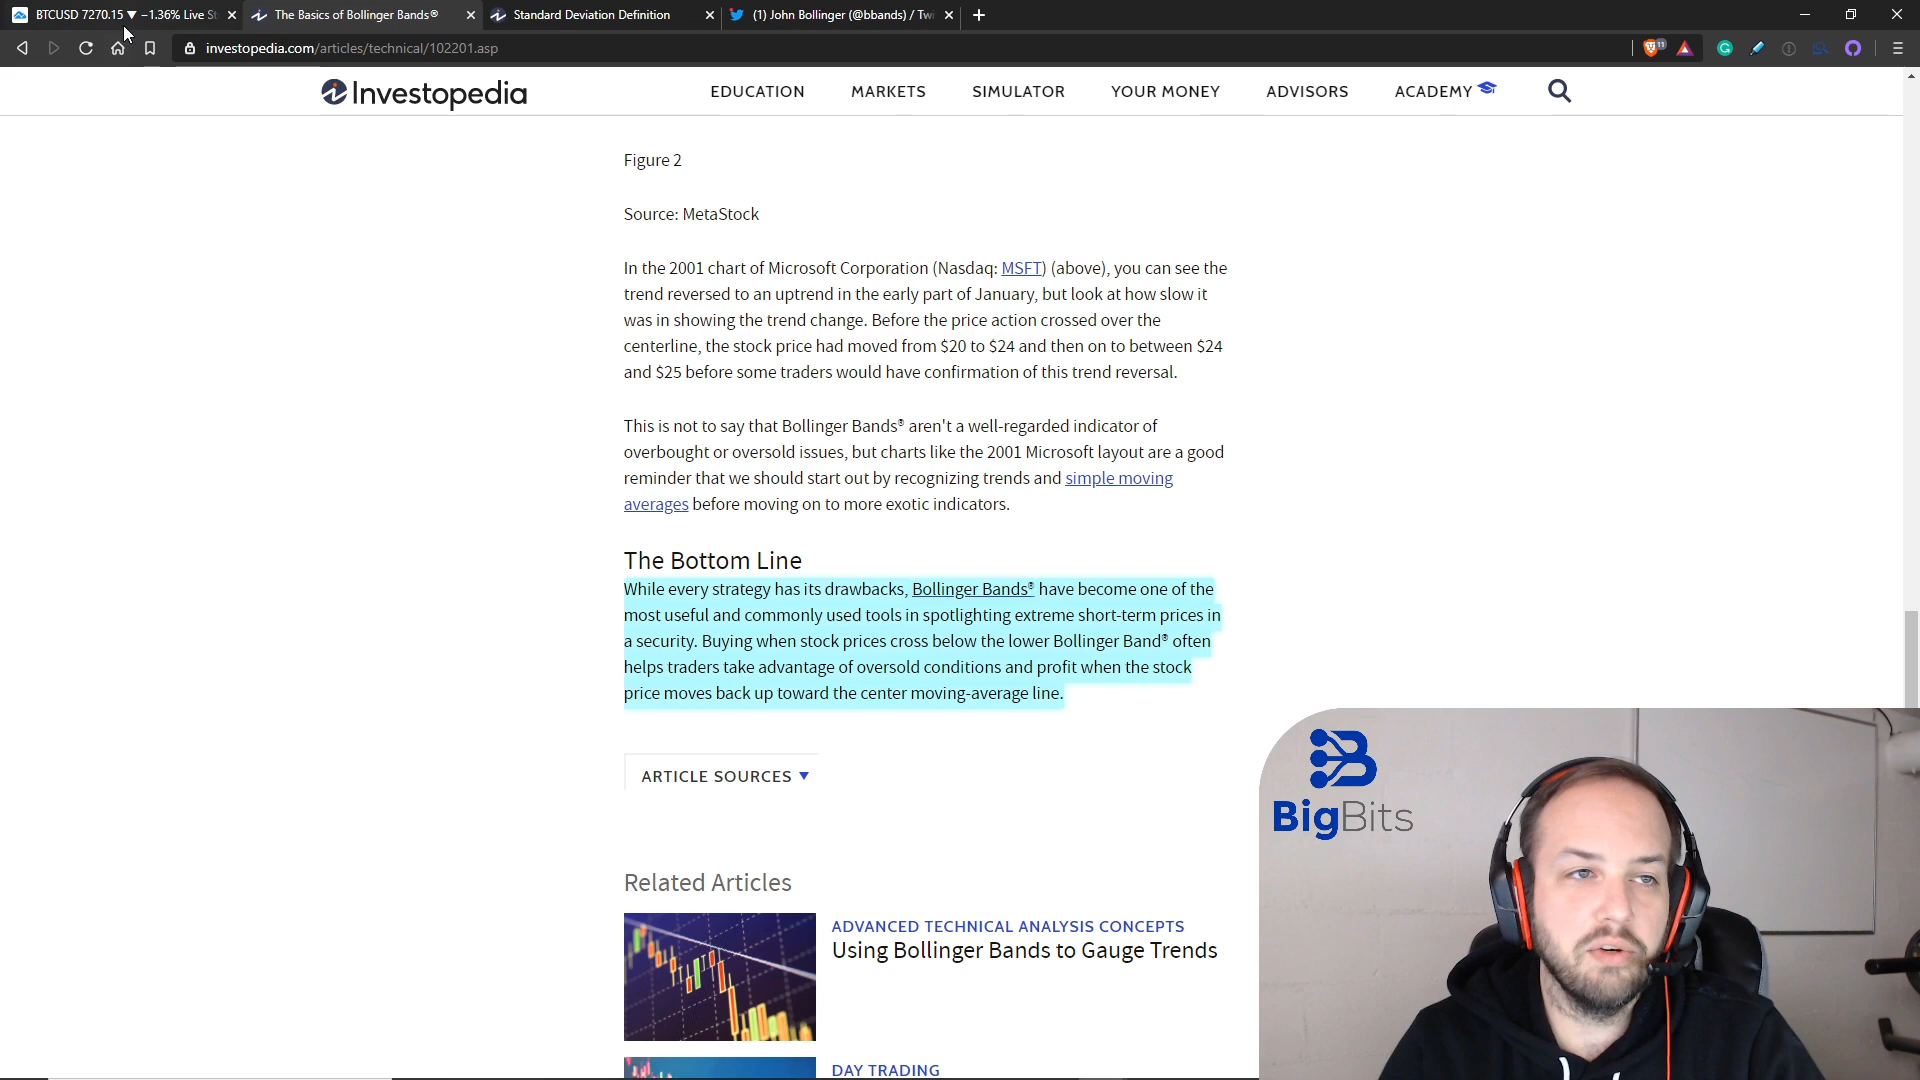 BTCUSD 7270.15 ▼ −1.36% Live St
The Basics of Bollinger Bands®
Standard Deviation Definition
(1) John Bollinger (@bbands) / Twi
investopedia.com/articles/technical/102201.asp
11
Investopedia
EDUCATION
MARKETS
SIMULATOR
YOUR MONEY
ADVISORS
ACADEMY
Figure 2
Source: MetaStock
In the 2001 chart of Microsoft Corporation (Nasdaq: MSFT) (above), you can see the
trend reversed to an uptrend in the early part of January, but look at how slow it
was in showing the trend change. Before the price action crossed over the
centerline, the stock price had moved from $20 to $24 and then on to between $24
and $25 before some traders would have confirmation of this trend reversal.
This is not to say that Bollinger Bands® aren't a well-regarded indicator of
overbought or oversold issues, but charts like the 2001 Microsoft layout are a good
reminder that we should start out by recognizing trends and simple moving
averages before moving on to more exotic indicators.
The Bottom Line
While every strategy has its drawbacks, Bollinger Bands® have become one of the
most useful and commonly used tools in spotlighting extreme short-term prices in
a security. Buying when stock prices cross below the lower Bollinger Band® often
helps traders take advantage of oversold conditions and profit when the stock
price moves back up toward the center moving-average line.
ARTICLE SOURCES ▼
BigBits
Related Articles
ADVANCED TECHNICAL ANALYSIS CONCEPTS
Using Bollinger Bands to Gauge Trends
DAY TRADING